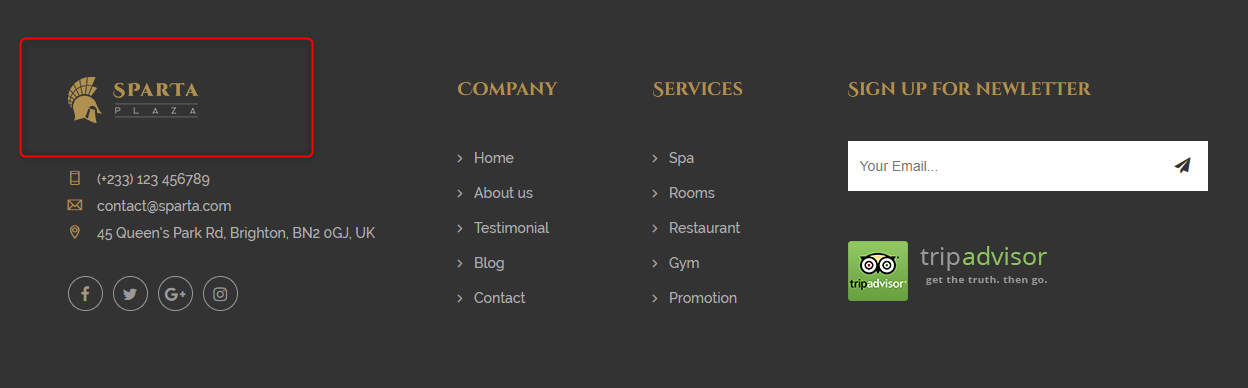 Sparta
PLAZA
(+233) 123 456789
contact@sparta.com
45 Queen's Park Rd, Brighton, BN2 0GJ, UK
Company
Home
About us
Testimonial
Blog
Contact
Services
Spa
Rooms
Restaurant
Gym
Promotion
Sign up for newletter
Your Email...
tripadvisor
tripadvisor
get the truth. then go.